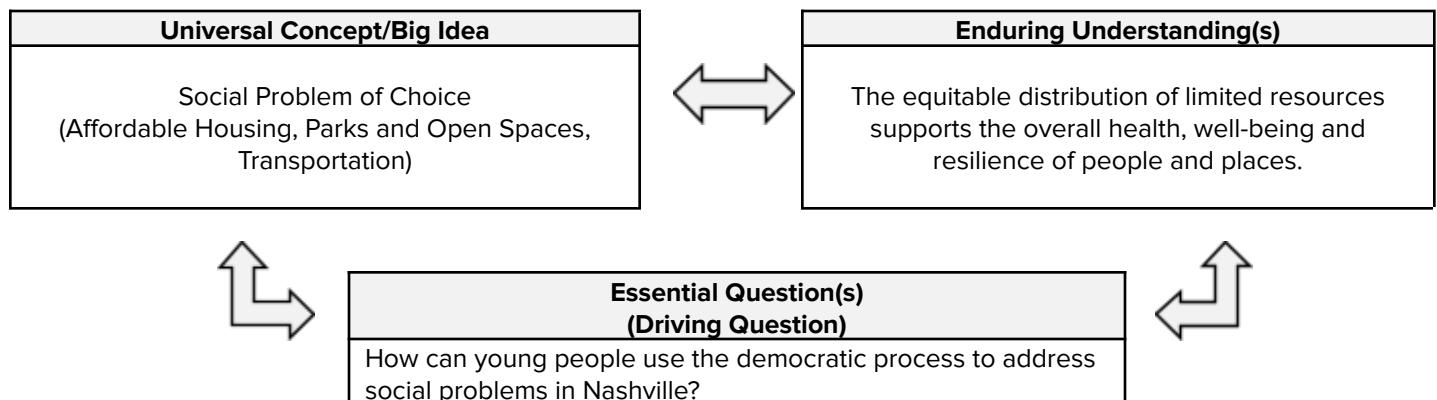 Universal Concept/Big Idea
Social Problem of Choice
(Affordable Housing, Parks and Open Spaces,
Transportation)
Enduring Understanding(s)
The equitable distribution of limited resources
supports the overall health, well-being and
resilience of people and places.
Essential Question(s)
(Driving Question)
How can young people use the democratic process to address
social problems in Nashville?